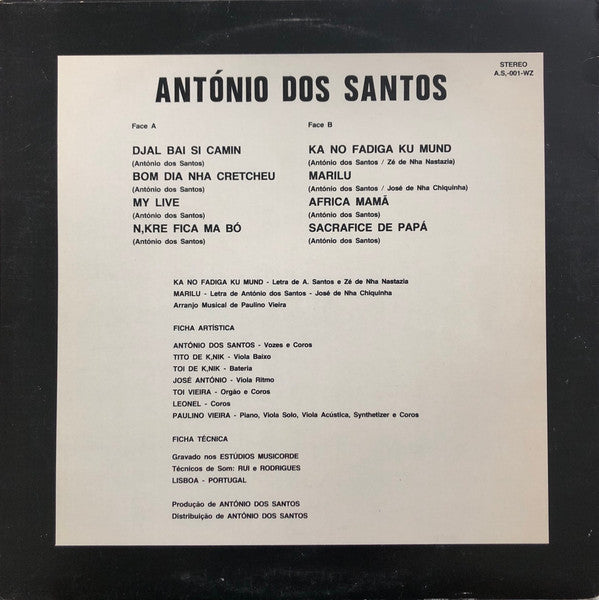 STEREO
A.S,-001-WZ
ANTÓNIO DOS SANTOS
Face A
DJAL BAI SI CAMIN
(António dos Santos)
BOM DIA NHA CRETCHEU
(António dos Santos)
MY LIVE
(António dos Santos)
N,KRE FICA MA BÓ
(António dos Santos)
Face B
KA NO FADIGA KU MUND
(António dos Santos / Zé de Nha Nastazia)
MARILU
(António dos Santos / José de Nha Chiquinha)
AFRICA MAMÃ
(António dos Santos)
SACRAFICE DE PAPÁ
(António dos Santos)
KA NO FADIGA KU MUND - Letra de A. Santos e Zé de Nha Nastazia
MARILU - Letra de António dos Santos - José de Nha Chiquinha
Arranjo Musical de Paulino Vieira
FICHA ARTÍSTICA
ANTÓNIO DOS SANTOS - Vozes e Coros
TITO DE K,NIK - Viola Baixo
TOI DE K,NIK - Bateria
JOSÉ ANTÓNIO - Viola Ritmo
TOI VIEIRA - Orgão e Coros
LEONEL - Coros
PAULINO VIEIRA - Piano, Viola Solo, Viola Acústica, Synthetizer e Coros
FICHA TÉCNICA
Gravado nos ESTÚDIOS MUSICORDE
Técnicos de Som: RUI e RODRIGUES
LISBOA - PORTUGAL
Produção de ANTÓNIO DOS SANTOS
Distribuição de ANTÓNIO DOS SANTOS